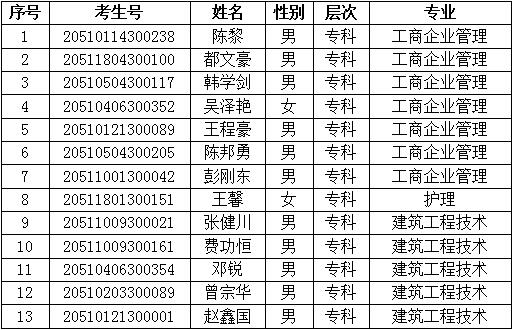 序号 考生号 姓名 性别 层次 专业
1 20510114300238 陈黎 男 专科 工商企业管理
2 20511804300100 都文豪 男 专科 工商企业管理
3 20510504300117 韩学剑 男 专科 工商企业管理
4 20510406300352 吴泽艳 女 专科 工商企业管理
5 20510121300089 王程豪 男 专科 工商企业管理
6 20510504300205 陈邦勇 男 专科 工商企业管理
7 20511001300042 彭刚东 男 专科 工商企业管理
8 20511801300151 王馨 女 专科 护理
9 20511009300021 张健川 男 专科 建筑工程技术
10 20511009300161 费功恒 男 专科 建筑工程技术
11 20510406300354 邓锐 男 专科 建筑工程技术
12 20510203300089 曾宗华 男 专科 建筑工程技术
13 20510121300001 赵鑫国 男 专科 建筑工程技术